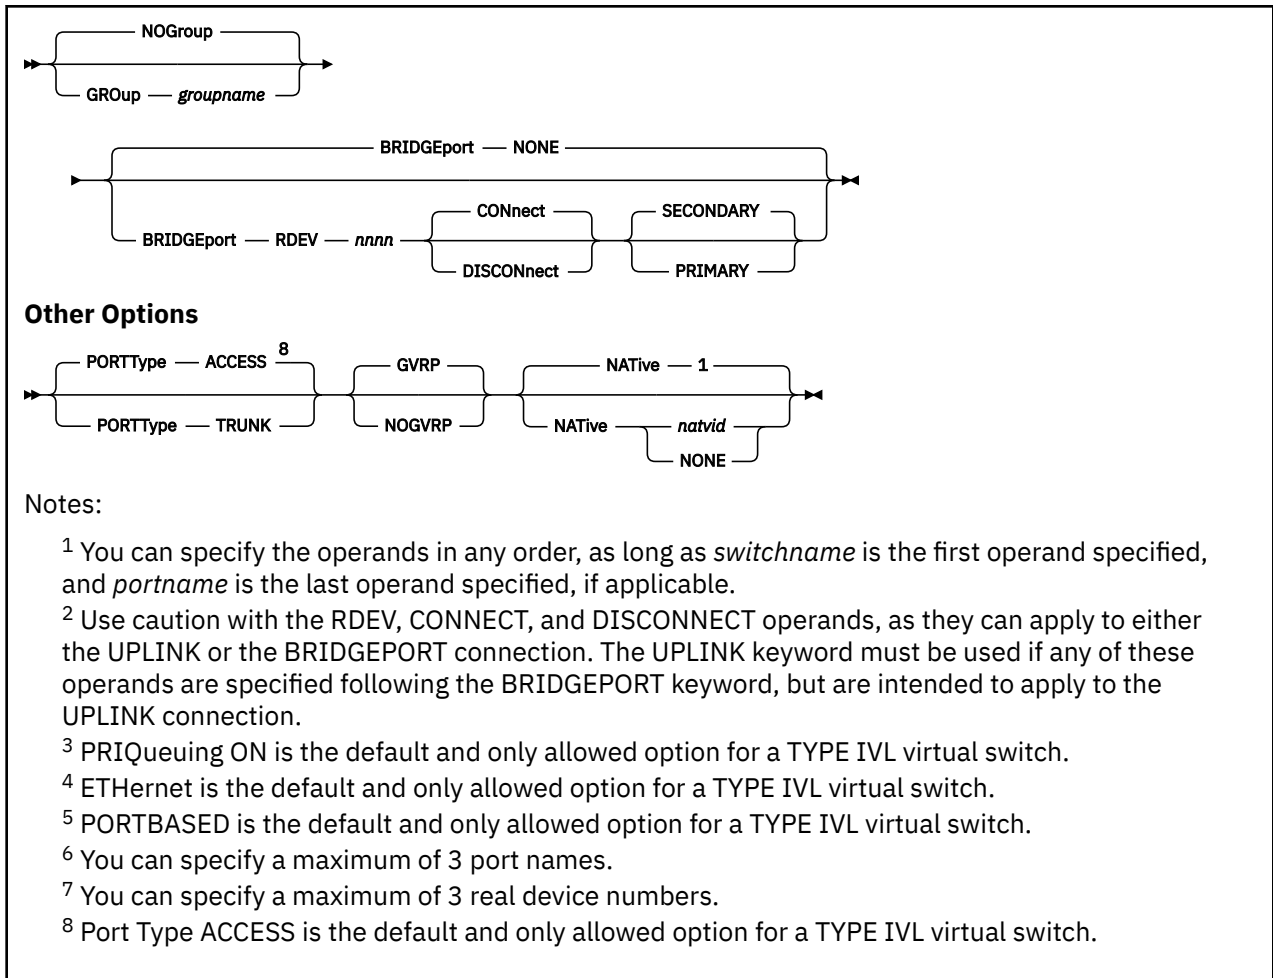 NOGroup
GROup groupname
BRIDGEport NONE
BRIDGEport RDEV nnnn CONnect SECONDARY
DISCONnect PRIMARY
Other Options
PORTType ACCESS 8 GVRP NATive 1
PORTType TRUNK NOGVRP NATive natvid
NONE
Notes:
1 You can specify the operands in any order, as long as switchname is the first operand specified,
and portname is the last operand specified, if applicable.
2 Use caution with the RDEV, CONNECT, and DISCONNECT operands, as they can apply to either
the UPLINK or the BRIDGEPORT connection. The UPLINK keyword must be used if any of these
operands are specified following the BRIDGEPORT keyword, but are intended to apply to the
UPLINK connection.
3 PRIQueuing ON is the default and only allowed option for a TYPE IVL virtual switch.
4 ETHernet is the default and only allowed option for a TYPE IVL virtual switch.
5 PORTBASED is the default and only allowed option for a TYPE IVL virtual switch.
6 You can specify a maximum of 3 port names.
7 You can specify a maximum of 3 real device numbers.
8 Port Type ACCESS is the default and only allowed option for a TYPE IVL virtual switch.